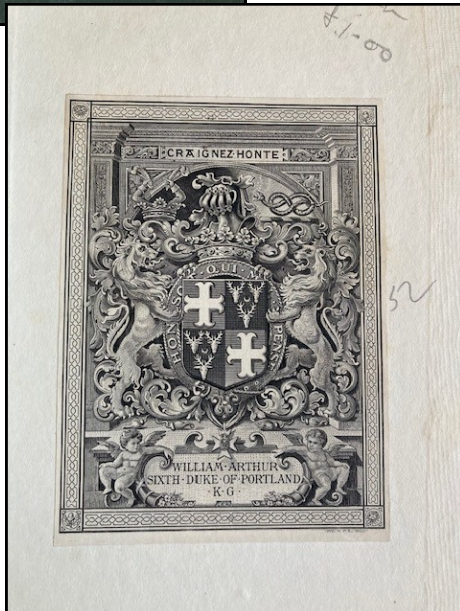 $1-00
CRAIGNEZ·HONTE
HONI SOIT QUI MAL Y PENSE
52
WILLIAM·ARTHUR
SIXTH·DUKE·OF·PORTLAND
·K·G·